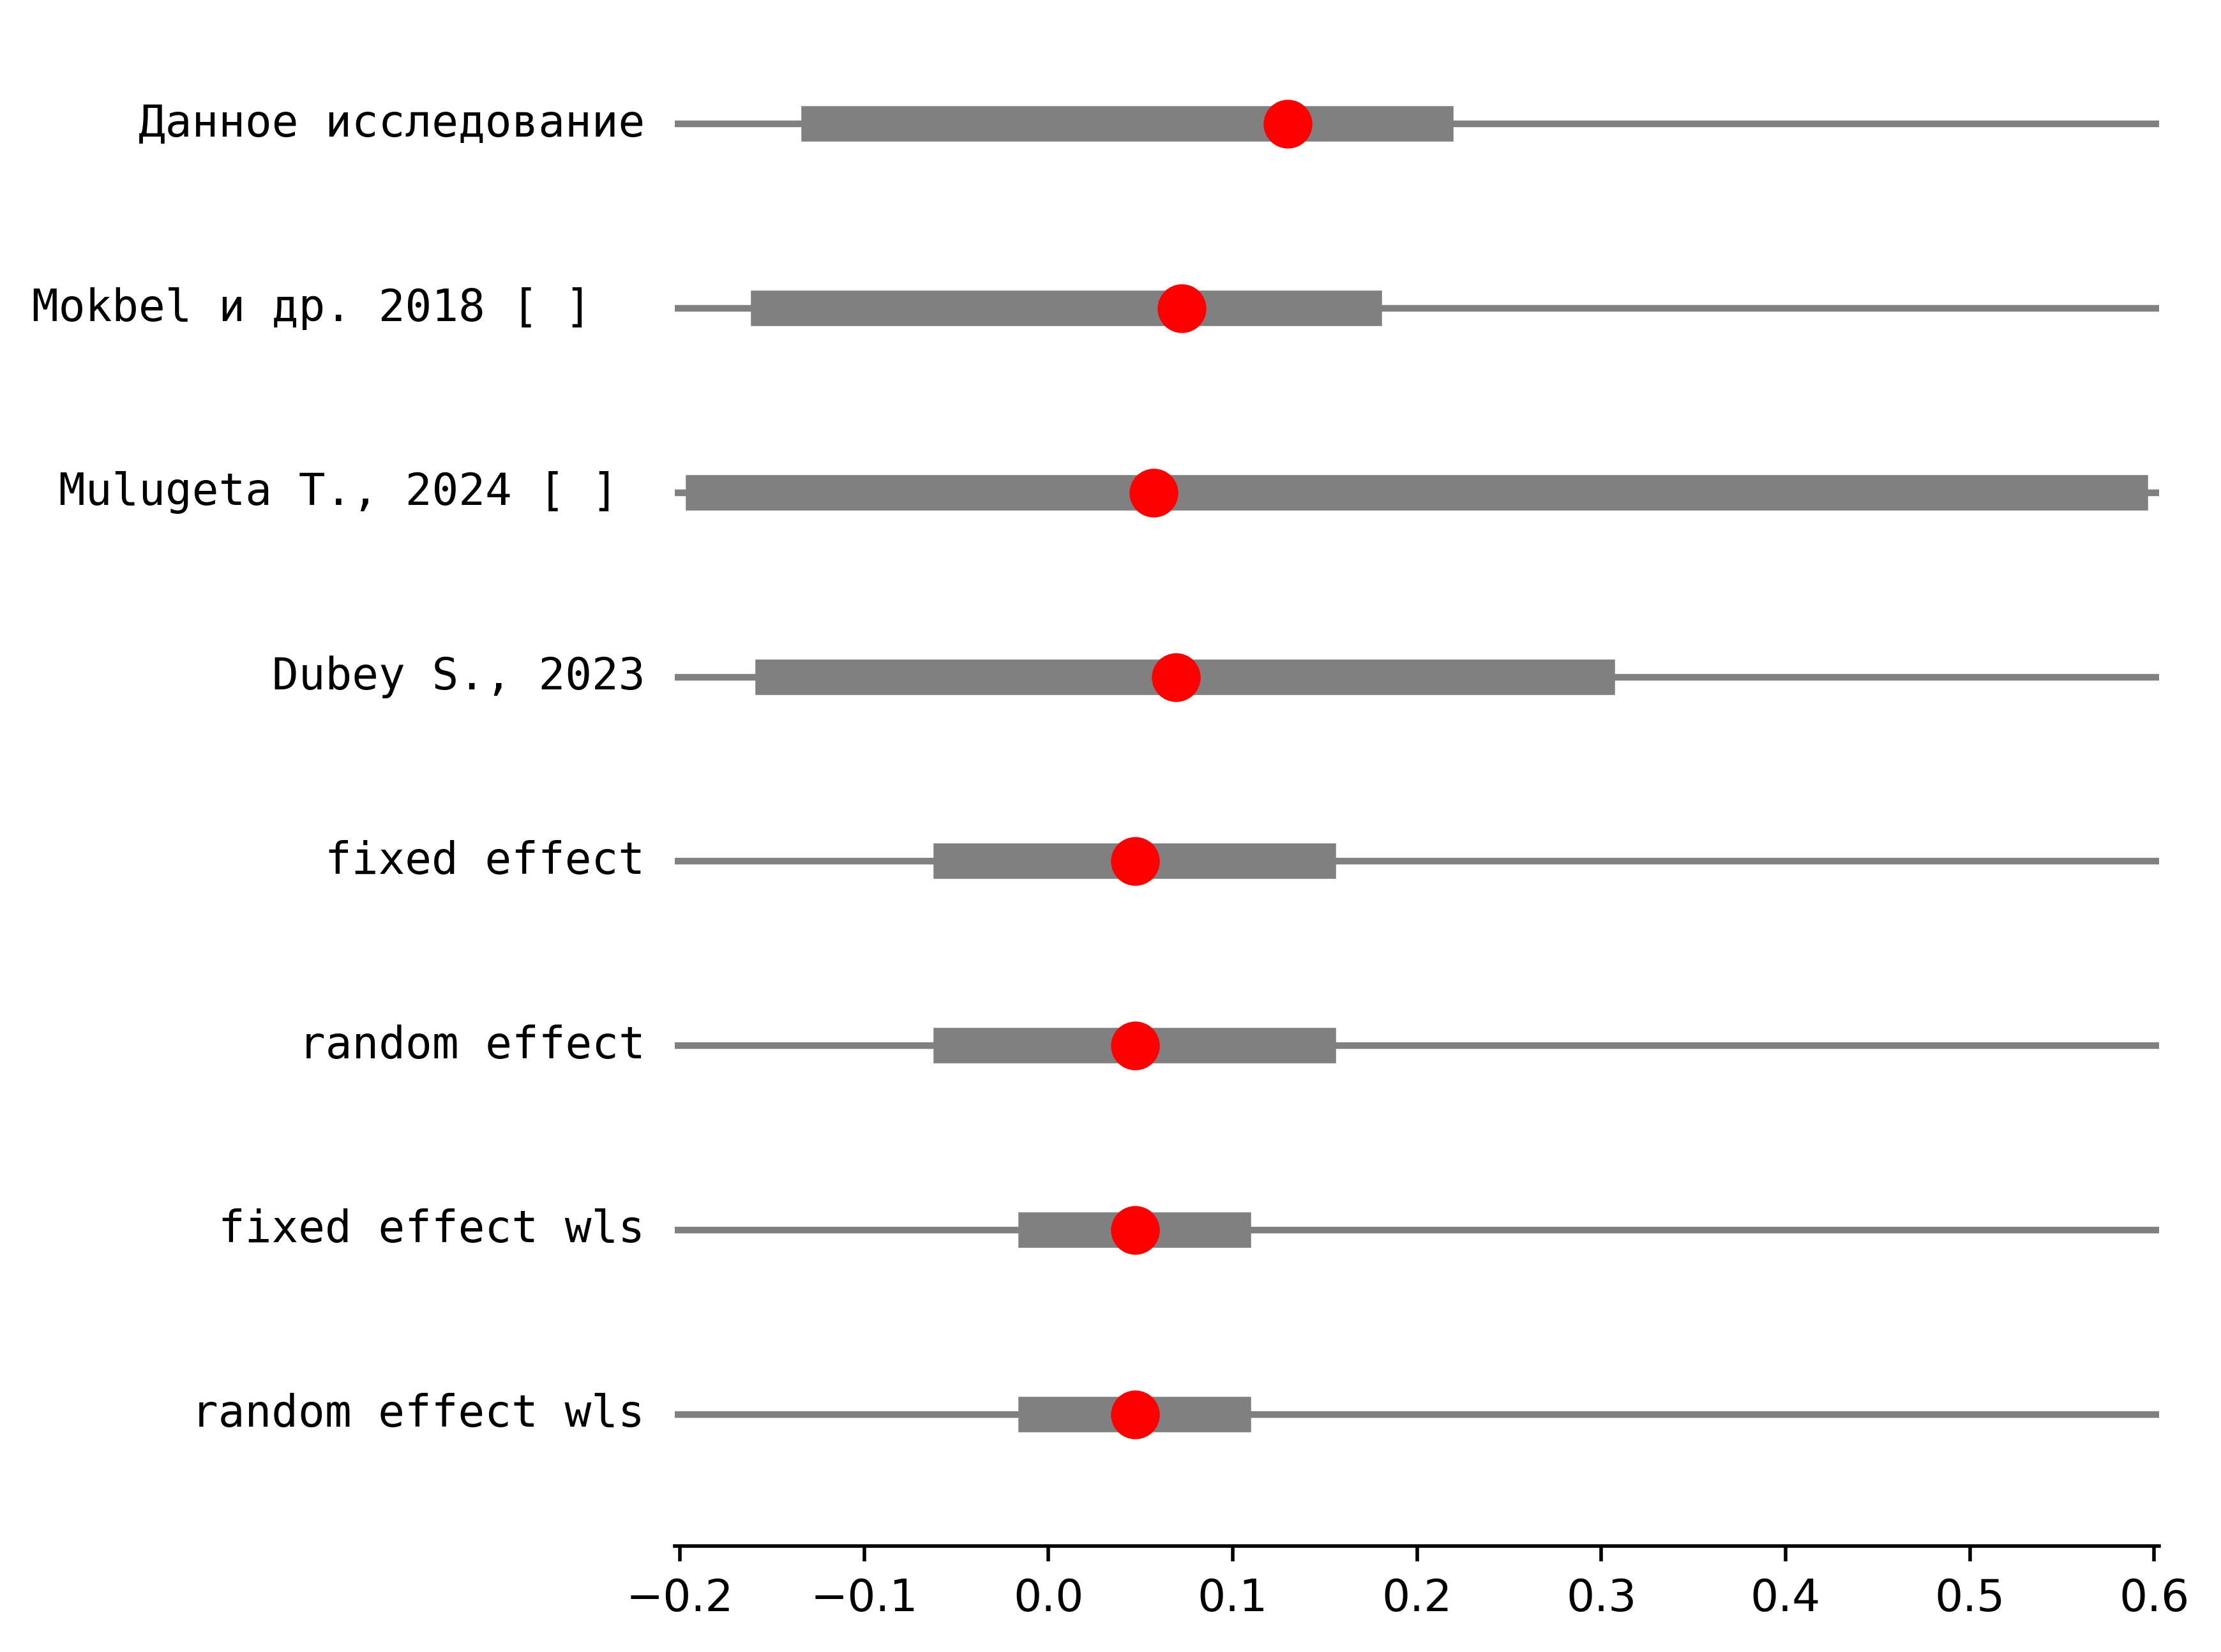 Данное исследование
Mokbel и др. 2018 [ ]
Mulugeta T., 2024 [ ]
Dubey S., 2023
fixed effect
random effect
fixed effect wls
random effect wls
−0.2 −0.1 0.0 0.1 0.2 0.3 0.4 0.5 0.6